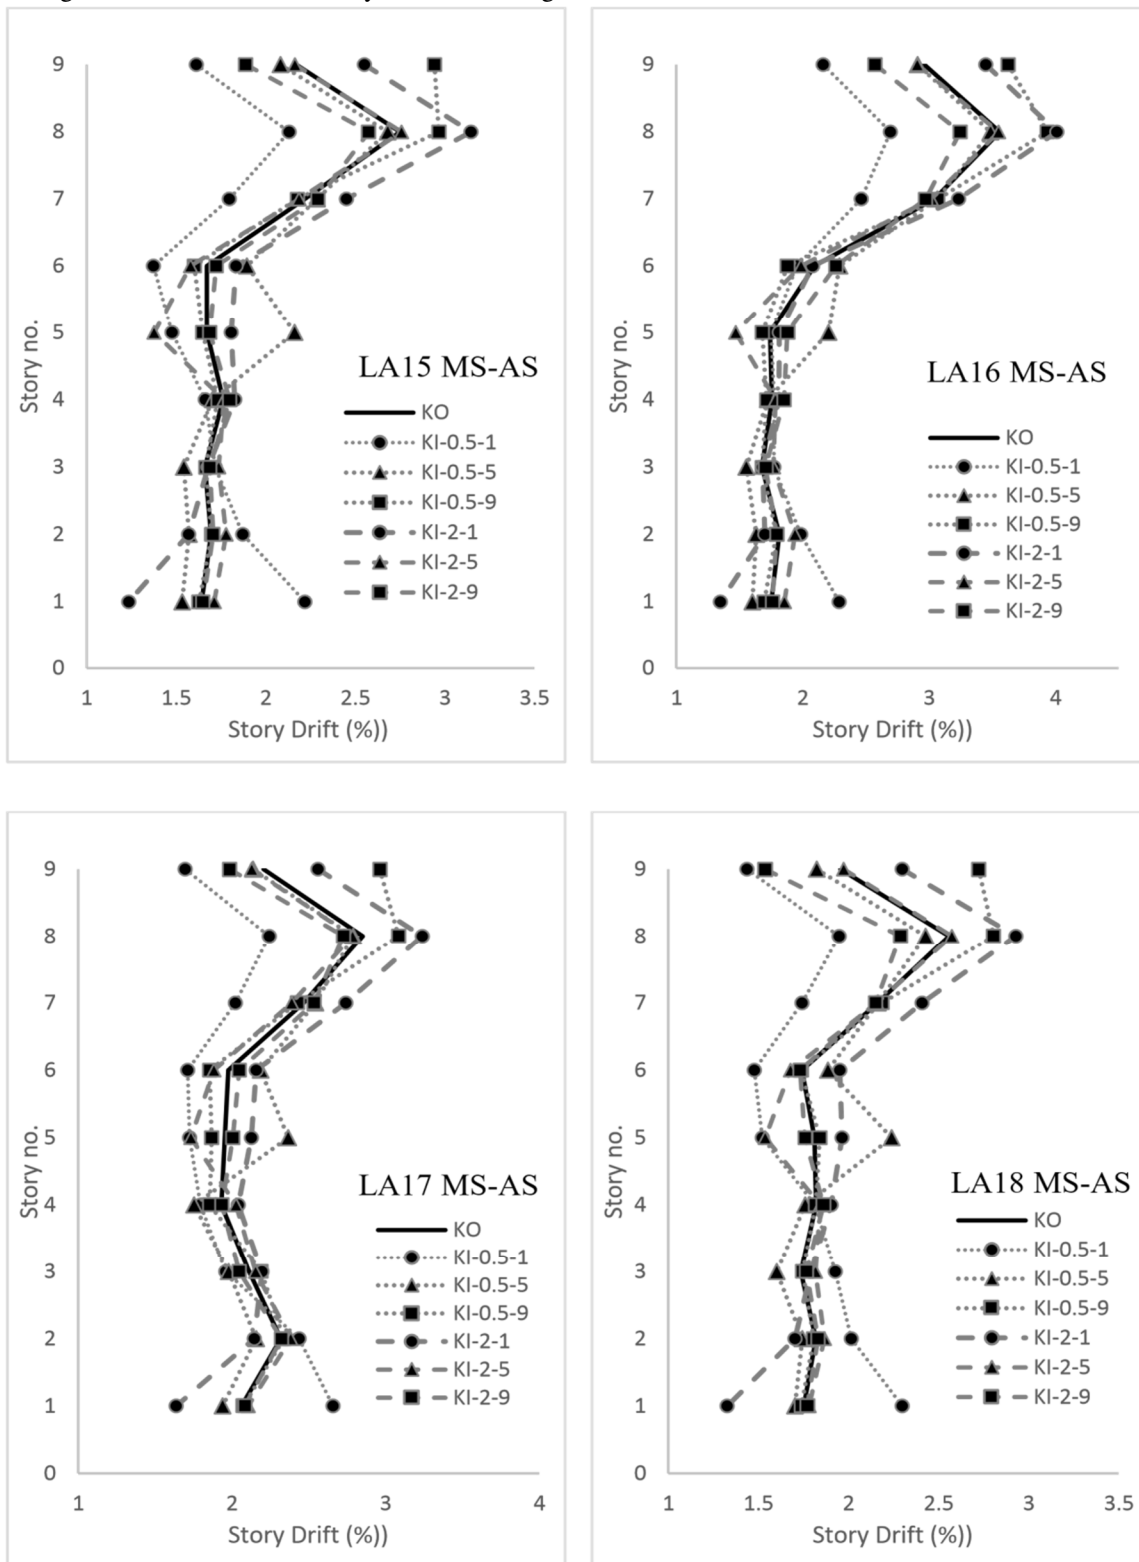 9
8
7
6
5
4
3
2
1
0
Story no.
1
1.5
2
2.5
3
3.5
Story Drift (%))
LA15 MS-AS
KO
KI-0.5-1
KI-0.5-5
KI-0.5-9
KI-2-1
KI-2-5
KI-2-9
9
8
7
6
5
4
3
2
1
0
Story no.
1
2
3
4
Story Drift (%))
LA16 MS-AS
KO
KI-0.5-1
KI-0.5-5
KI-0.5-9
KI-2-1
KI-2-5
KI-2-9
9
8
7
6
5
4
3
2
1
0
Story no.
1
2
3
4
Story Drift (%))
LA17 MS-AS
KO
KI-0.5-1
KI-0.5-5
KI-0.5-9
KI-2-1
KI-2-5
KI-2-9
9
8
7
6
5
4
3
2
1
0
Story no.
1
1.5
2
2.5
3
3.5
Story Drift (%))
LA18 MS-AS
KO
KI-0.5-1
KI-0.5-5
KI-0.5-9
KI-2-1
KI-2-5
KI-2-9